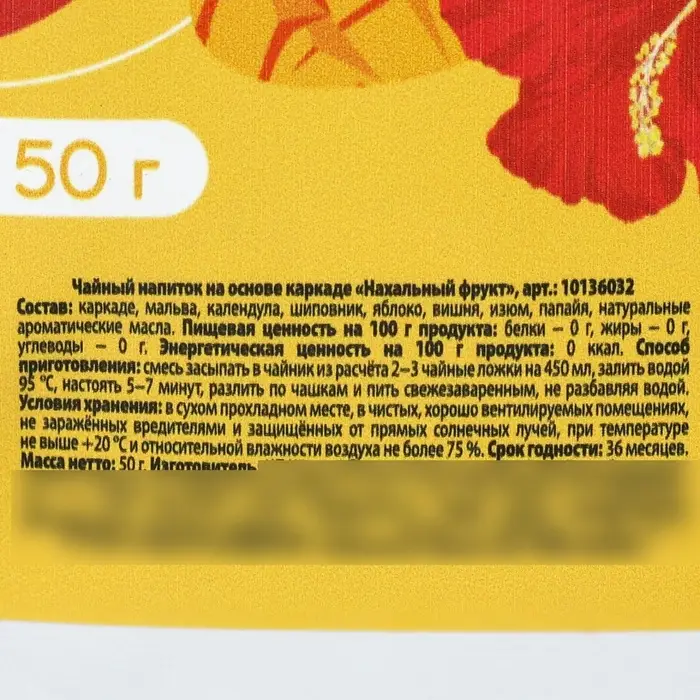 50 г
Чайный напиток на основе каркаде «Нахальный фрукт», арт.: 10136032
Состав: каркаде, мальва, календула, шиповник, яблоко, вишня, изюм, папайя, натуральные
ароматические масла. Пищевая ценность на 100 г продукта: белки – 0 г, жиры – 0 г,
углеводы – 0 г. Энергетическая ценность на 100 г продукта: 0 ккал. Способ
приготовления: смесь засыпать в чайник из расчёта 2–3 чайные ложки на 450 мл, залить водой
95 °C, настоять 5–7 минут, разлить по чашкам и пить свежезаваренным, не разбавляя водой.
Условия хранения: в сухом прохладном месте, в чистых, хорошо вентилируемых помещениях,
не заражённых вредителями и защищённых от прямых солнечных лучей, при температуре
не выше +20 °C и относительной влажности воздуха не более 75 %. Срок годности: 36 месяцев.
Масса нетто: 50 г. Изготовитель